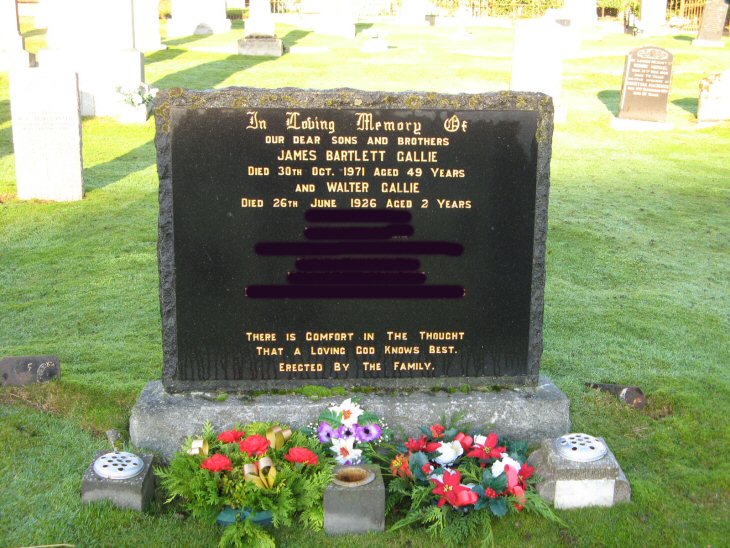 In Loving Memory Of
OUR DEAR SONS AND BROTHERS
JAMES BARTLETT GALLIE
DIED 30TH OCT. 1971 AGED 49 YEARS
AND WALTER GALLIE
DIED 26TH JUNE 1926 AGED 2 YEARS
THERE IS COMFORT IN THE THOUGHT
THAT A LOVING GOD KNOWS BEST.
ERECTED BY THE FAMILY.